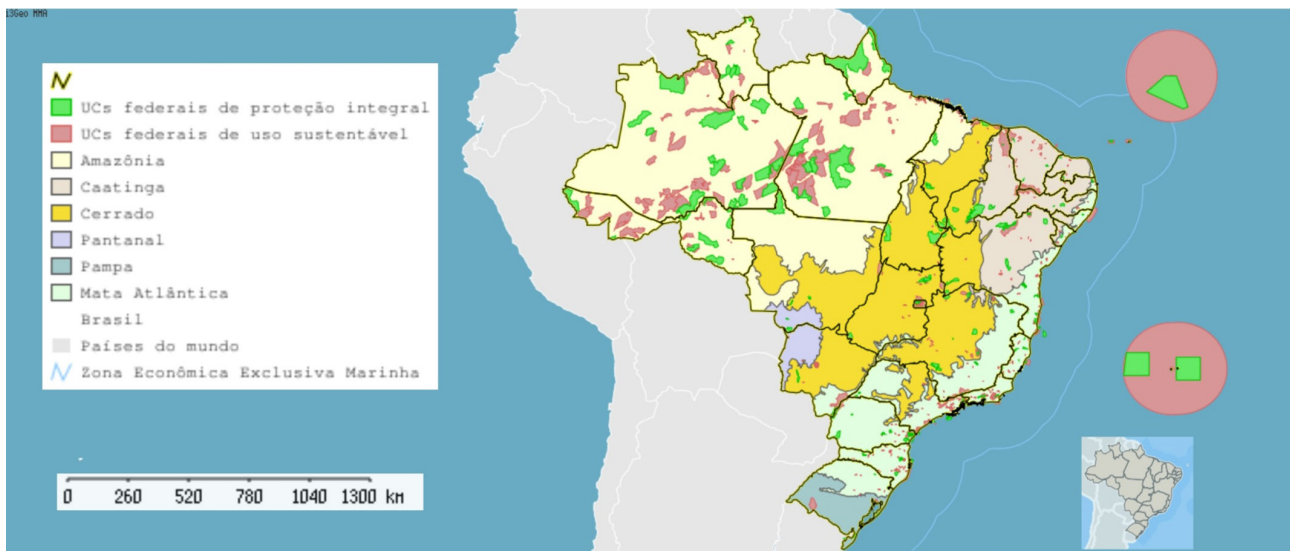 i3Geo MMA
UCs federais de proteção integral
UCs federais de uso sustentável
Amazônia
Caatinga
Cerrado
Pantanal
Pampa
Mata Atlântica
Brasil
Países do mundo
Zona Econômica Exclusiva Marinha
0 260 520 780 1040 1300 km